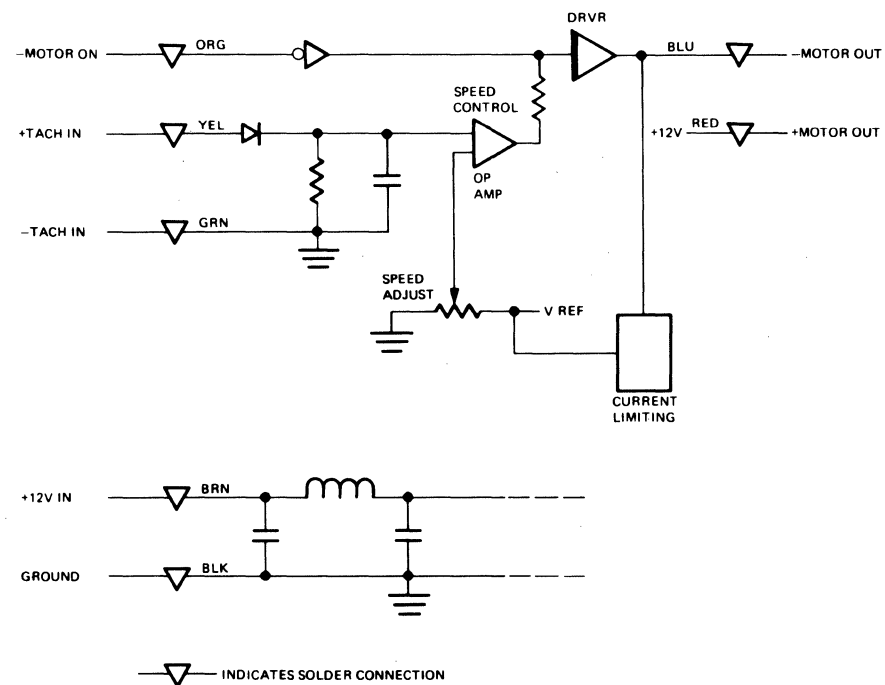 DRVR
-MOTOR ON
ORG
BLU
-MOTOR OUT
SPEED
CONTROL
+TACH IN
YEL
+12V
RED
+MOTOR OUT
OP
AMP
-TACH IN
GRN
SPEED
ADJUST
V REF
CURRENT
LIMITING
+12V IN
BRN
GROUND
BLK
INDICATES SOLDER CONNECTION